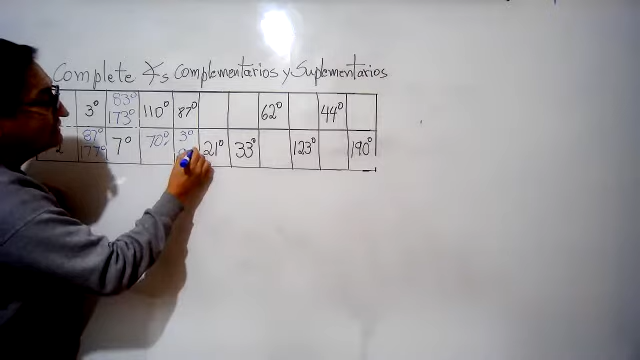 Complete ∡s Complementarios y Suplementarios
3° 83° 173° 110° 87° 62° 44°
87° 177° 7° 70° 3° 21° 33° 123° 190°